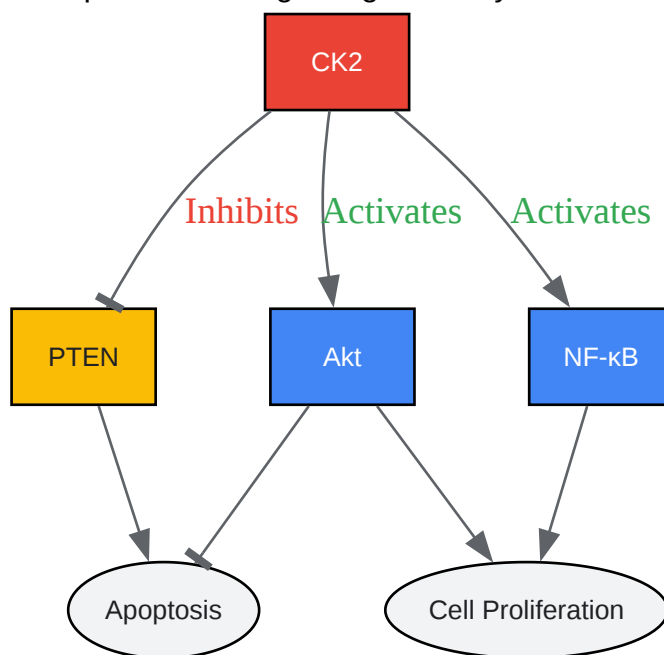 CK2
Inhibits
Activates
Activates
PTEN
Akt
NF-κB
Apoptosis
Cell Proliferation